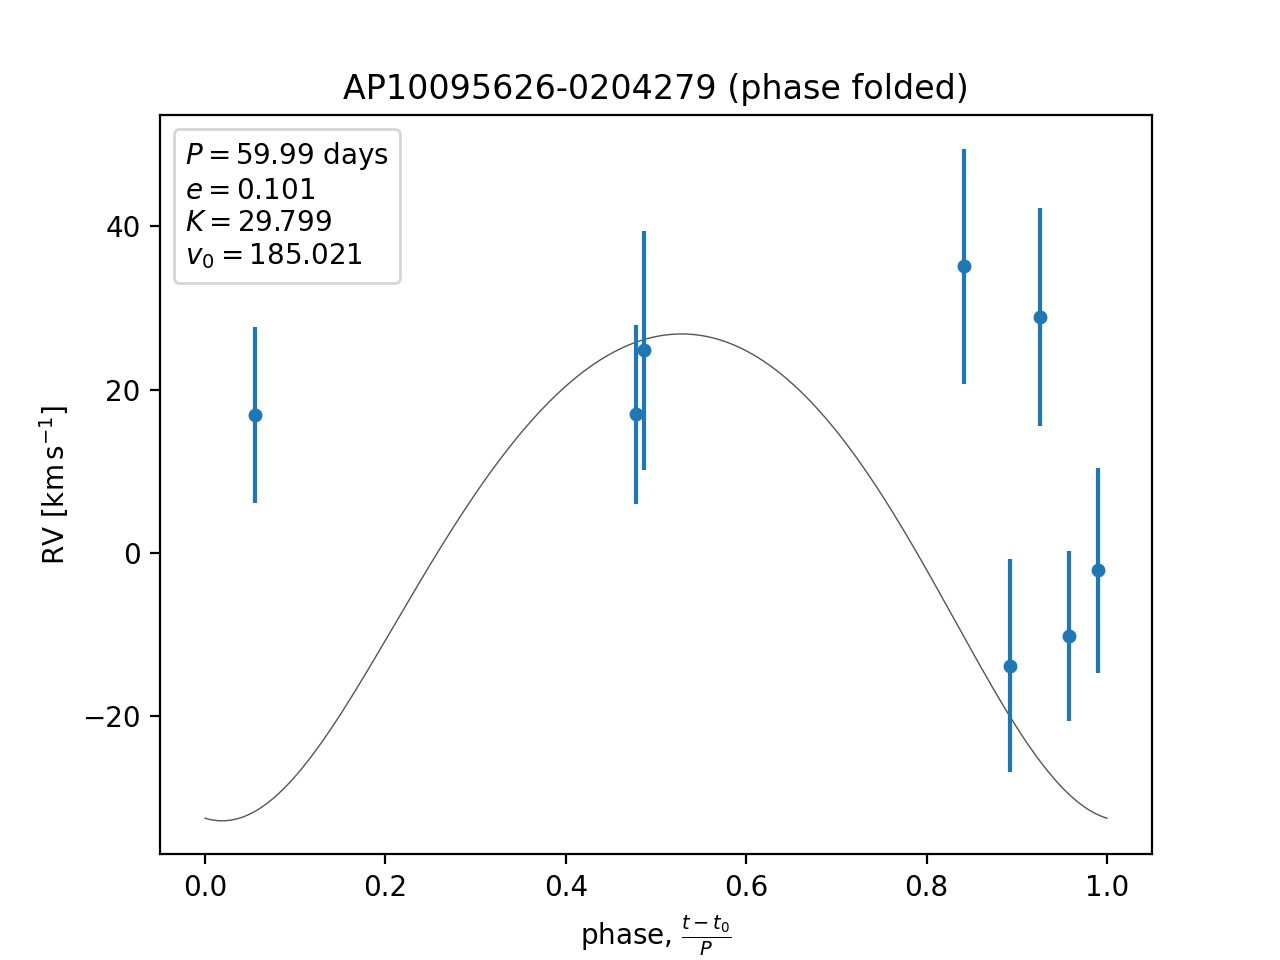 AP10095626-0204279 (phase folded)
P = 59.99 days
e = 0.101
K = 29.799
v₀ = 185.021
RV [km s⁻¹]
40
20
0
−20
0.0 0.2 0.4 0.6 0.8 1.0
phase, (t − t₀)/P